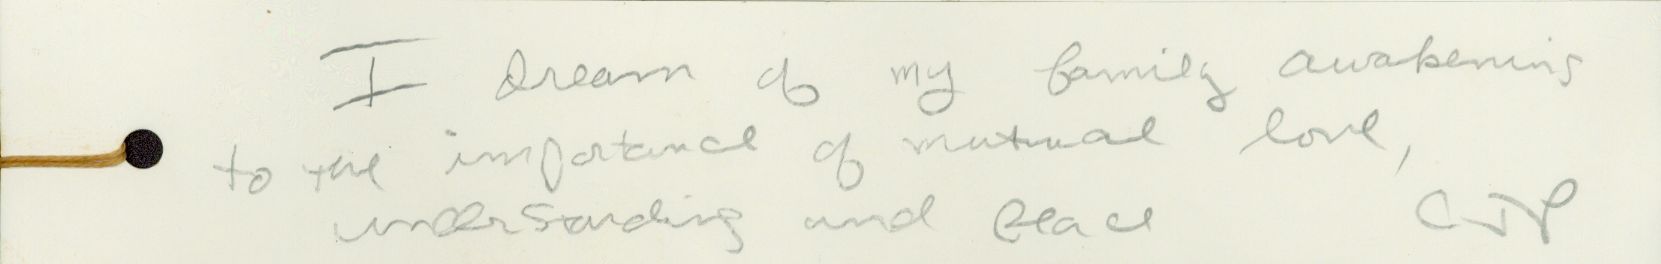 I dream of my family awakening
to the importance of mutual love,
understanding and peace CJP